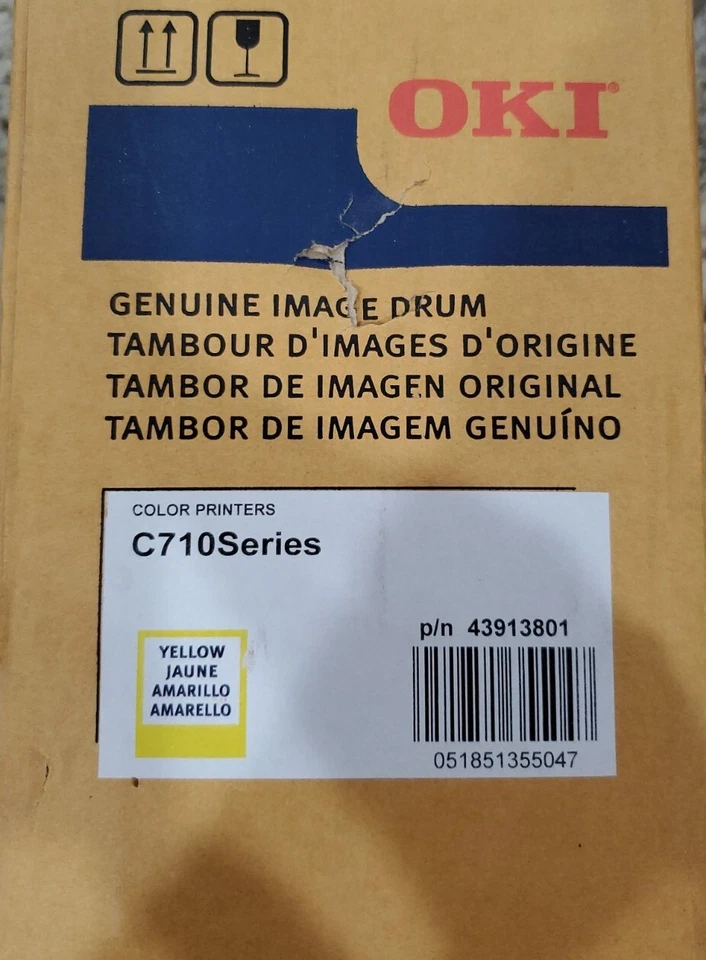 OKI®
GENUINE IMAGE DRUM
TAMBOUR D'IMAGES D'ORIGINE
TAMBOR DE IMAGEN ORIGINAL
TAMBOR DE IMAGEM GENUÍNO
COLOR PRINTERS
C710Series
YELLOW
JAUNE
AMARILLO
AMARELLO
p/n 43913801
051851355047